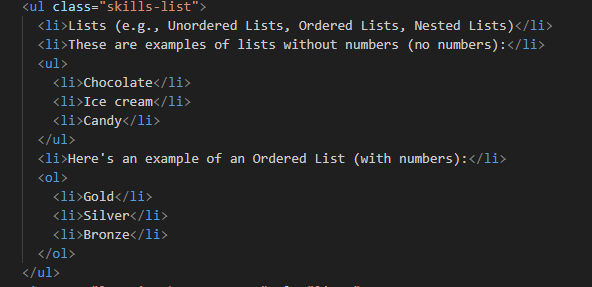 <ul class="skills-list">
<li>Lists (e.g., Unordered Lists, Ordered Lists, Nested Lists)</li>
<li>These are examples of lists without numbers (no numbers):</li>
<ul>
<li>Chocolate</li>
<li>Ice cream</li>
<li>Candy</li>
</ul>
<li>Here's an example of an Ordered List (with numbers):</li>
<ol>
<li>Gold</li>
<li>Silver</li>
<li>Bronze</li>
</ol>
</ul>